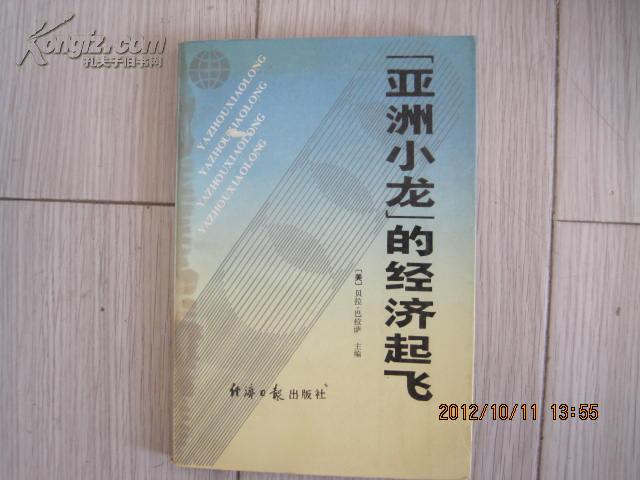 Kongfz.com
孔夫子旧书网
YAZHOUXIAOLONG
YAZHOUXIAOLONG
YAZHOUXIAOLONG
YAZHOUXIAOLONG
「亚洲小龙」的经济起飞
〔美〕贝拉·巴拉萨 主编
经济日报出版社
2012/10/11 13:55